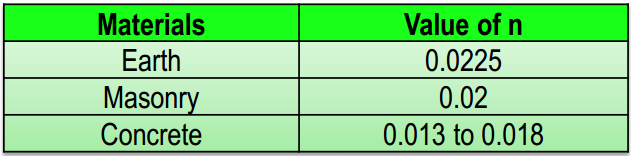 Materials Value of n
Earth 0.0225
Masonry 0.02
Concrete 0.013 to 0.018